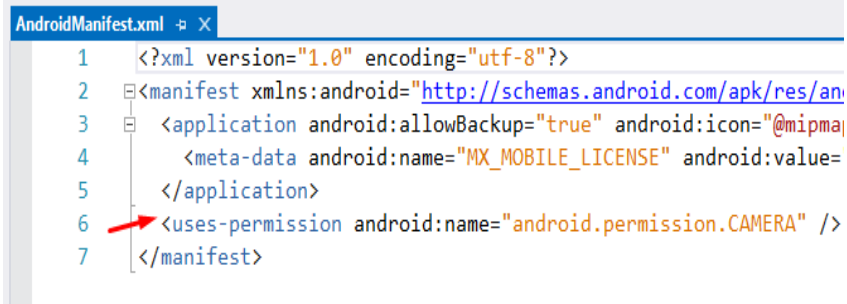 AndroidManifest.xml
1 <?xml version="1.0" encoding="utf-8"?>
2 <manifest xmlns:android="http://schemas.android.com/apk/res/an
3 <application android:allowBackup="true" android:icon="@mipma
4 <meta-data android:name="MX_MOBILE_LICENSE" android:value=
5 </application>
6 <uses-permission android:name="android.permission.CAMERA" />
7 </manifest>